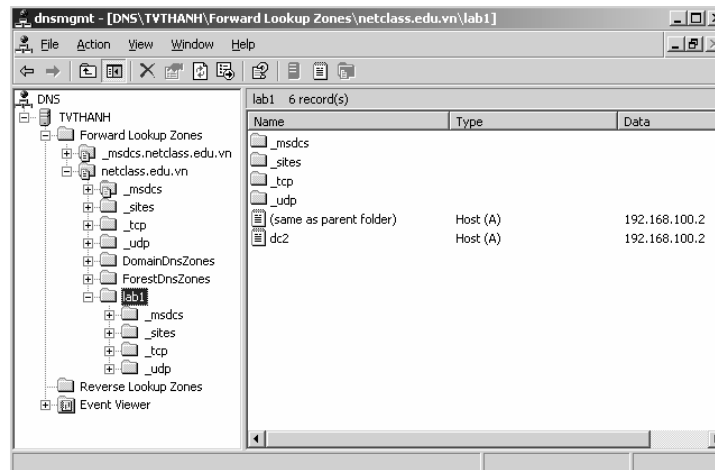 dnsmgmt - [DNS\TVTHANH\Forward Lookup Zones\netclass.edu.vn\lab1]
File Action View Window Help
DNS
TVTHANH
Forward Lookup Zones
_msdcs.netclass.edu.vn
netclass.edu.vn
_msdcs
_sites
_tcp
_udp
DomainDnsZones
ForestDnsZones
lab1
_msdcs
_sites
_tcp
_udp
Reverse Lookup Zones
Event Viewer
lab1 6 record(s)
Name Type Data
_msdcs
_sites
_tcp
_udp
(same as parent folder) Host (A) 192.168.100.2
dc2 Host (A) 192.168.100.2